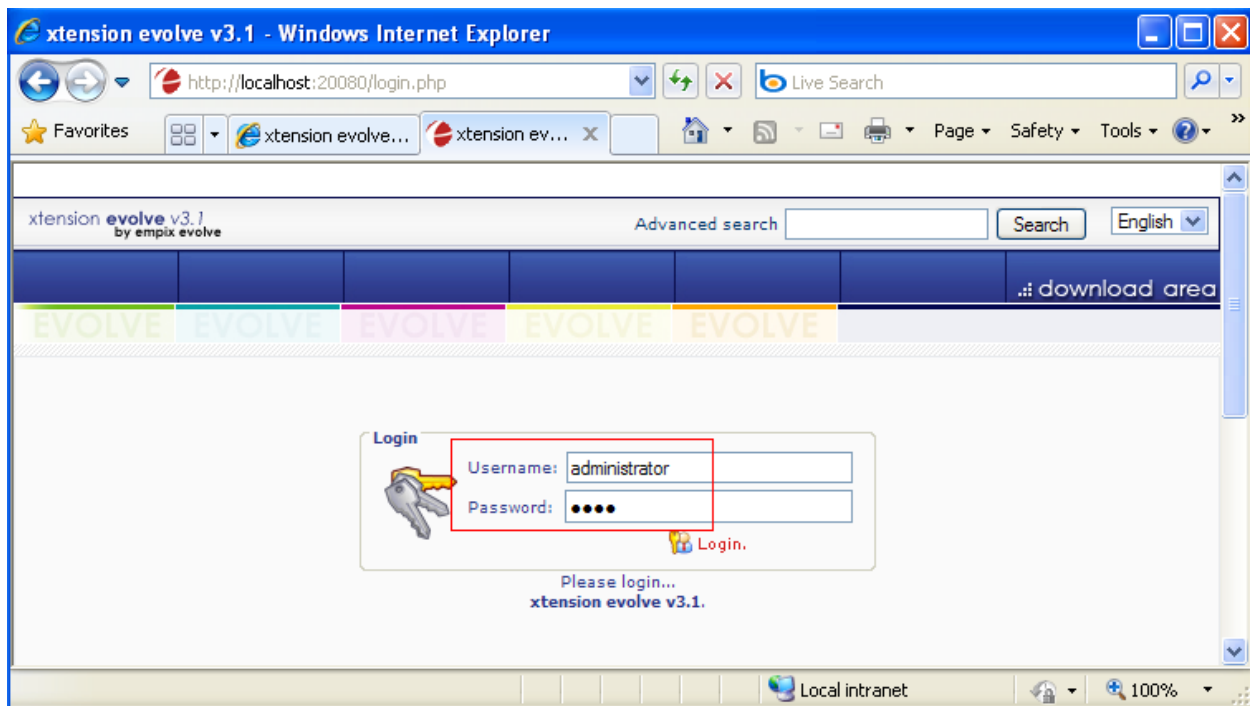 xtension evolve v3.1 - Windows Internet Explorer
http://localhost:20080/login.php
Live Search
Favorites
xtension evolve...
xtension ev...
Page
Safety
Tools
»
xtension evolve v3.1
by empix evolve
Advanced search
Search
English
.:: download area
EVOLVE EVOLVE EVOLVE EVOLVE EVOLVE
Login
Username: administrator
Password: ••••
Login.
Please login...
xtension evolve v3.1.
Local intranet
100%